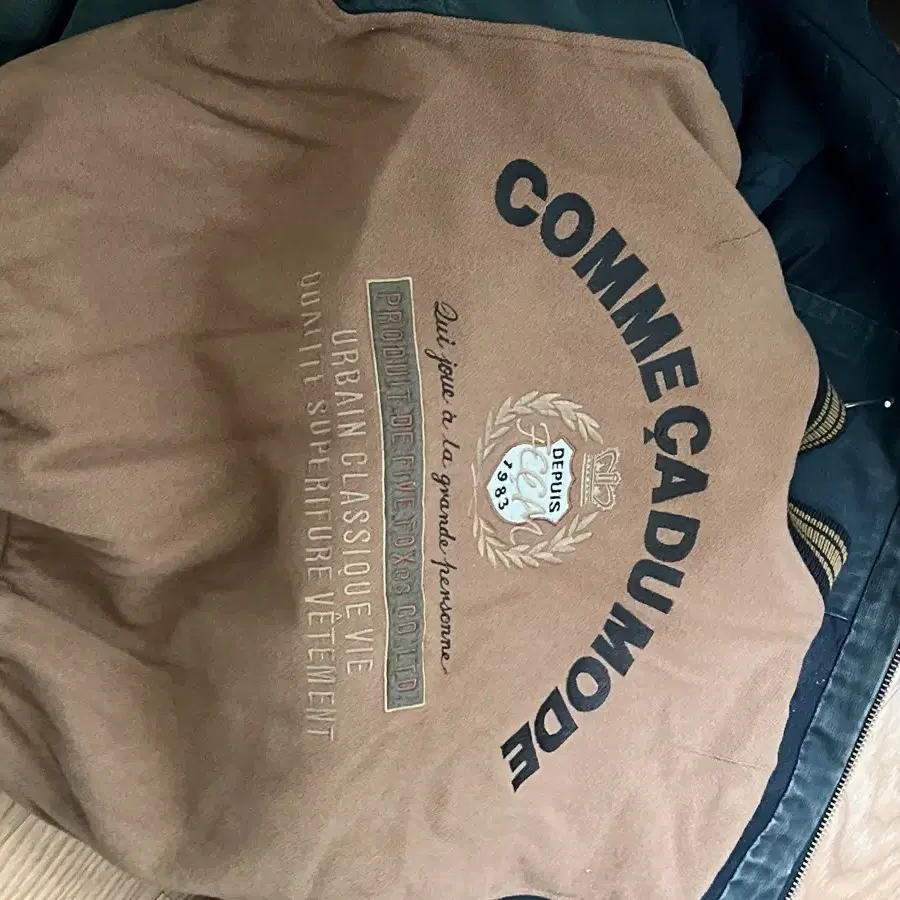 COMME ÇA DU MODE
DEPUIS
1983
Qui joue à la grande personne
PRODUIT DE FIVE FOXes CO. LTD.
URBAIN CLASSIQUE VIE
QUALITE SUPERIEURE VÊTEMENT